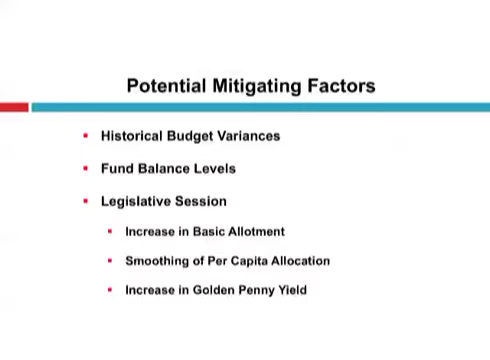 Potential Mitigating Factors
Historical Budget Variances
Fund Balance Levels
Legislative Session
Increase in Basic Allotment
Smoothing of Per Capita Allocation
Increase in Golden Penny Yield